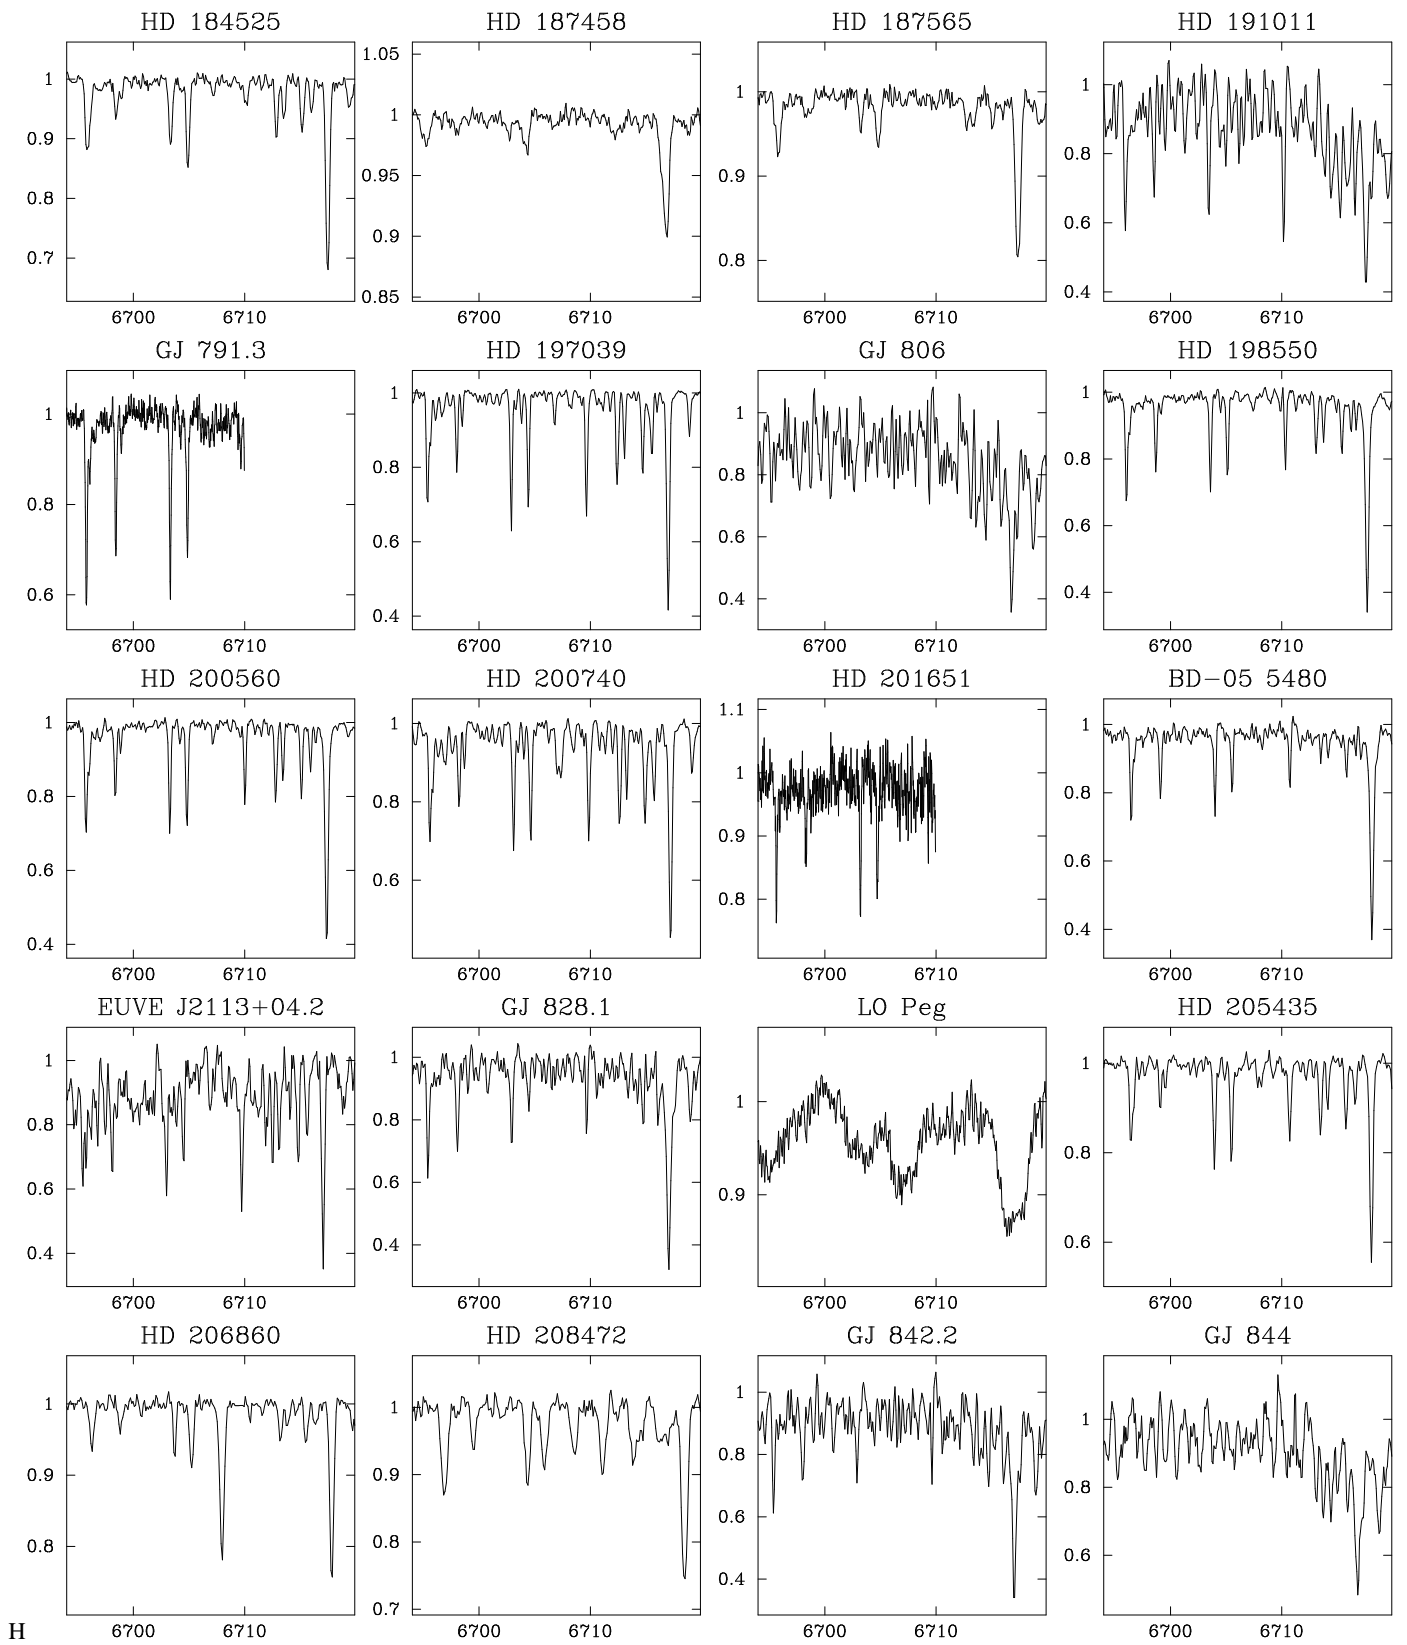 HD 184525 HD 187458 HD 187565 HD 191011
1 0.9 0.8 0.7
1.05 1 0.95 0.9 0.85
1 0.9 0.8
1 0.8 0.6 0.4
6700 6710 6700 6710 6700 6710 6700 6710
GJ 791.3 HD 197039 GJ 806 HD 198550
1 0.8 0.6
1 0.8 0.6 0.4
1 0.8 0.6 0.4
1 0.8 0.6 0.4
6700 6710 6700 6710 6700 6710 6700 6710
HD 200560 HD 200740 HD 201651 BD−05 5480
1 0.8 0.6 0.4
1 0.8 0.6
1.1 1 0.9 0.8
1 0.8 0.6 0.4
6700 6710 6700 6710 6700 6710 6700 6710
EUVE J2113+04.2 GJ 828.1 LO Peg HD 205435
1 0.8 0.6 0.4
1 0.8 0.6 0.4
1 0.9
1 0.8 0.6
6700 6710 6700 6710 6700 6710 6700 6710
HD 206860 HD 208472 GJ 842.2 GJ 844
1 0.9 0.8
1 0.9 0.8 0.7
1 0.8 0.6 0.4
1 0.8 0.6
6700 6710 6700 6710 6700 6710 6700 6710
H